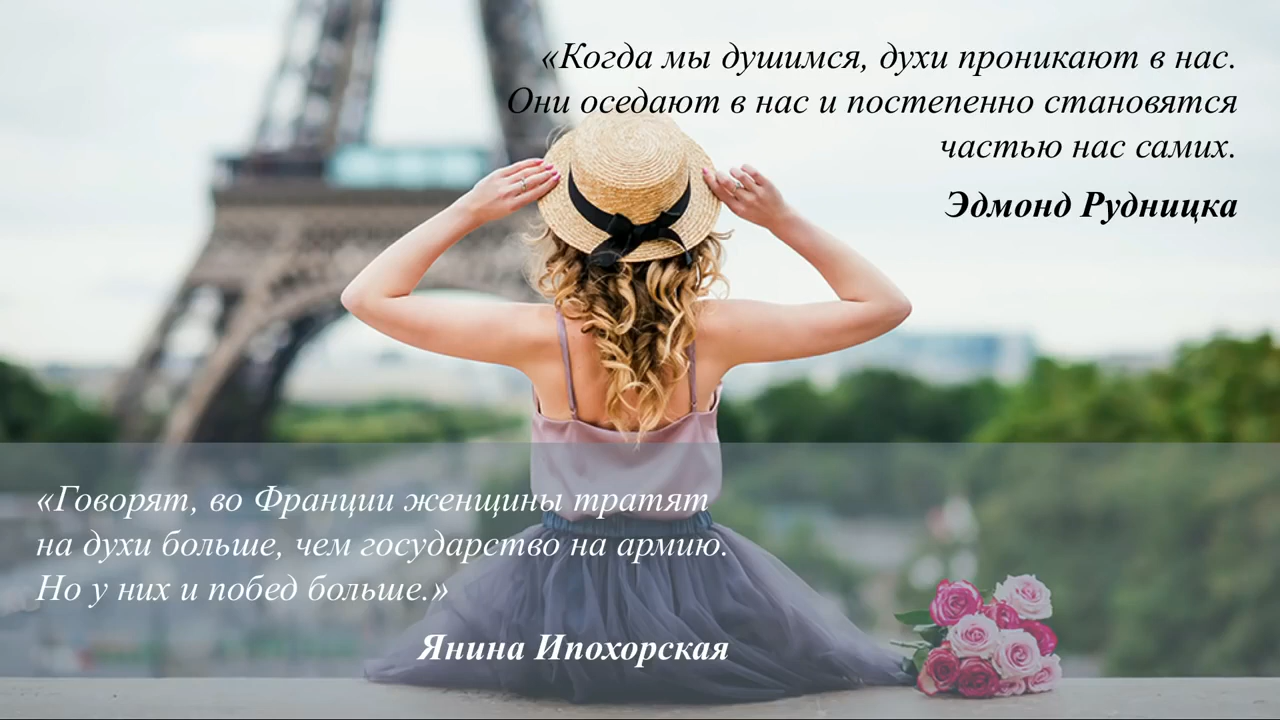 «Когда мы душимся, духи проникают в нас.
Они оседают в нас и постепенно становятся
частью нас самих.
Эдмонд Рудницка
«Говорят, во Франции женщины тратят
на духи больше, чем государство на армию.
Но у них и побед больше.»
Янина Ипохорская